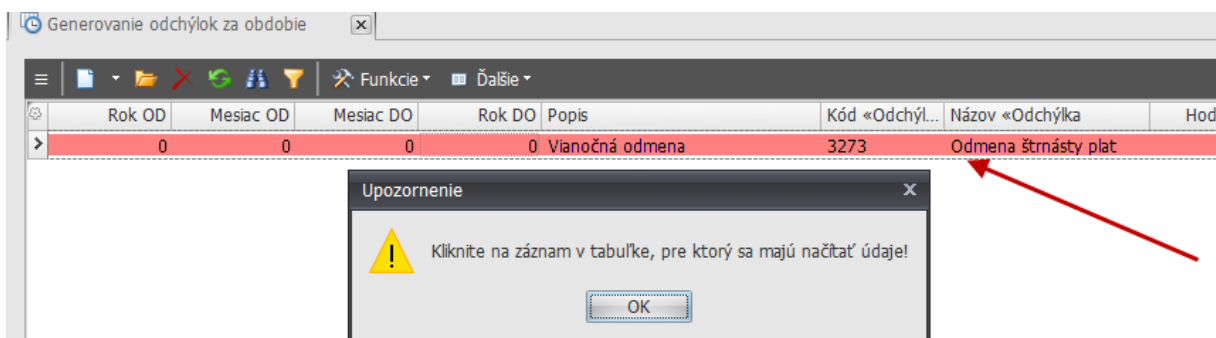 Generovanie odchýlok za obdobie
Funkcie Ďalšie
Rok OD Mesiac OD Mesiac DO Rok DO Popis Kód «Odchýl... Názov «Odchýlka Hod
0 0 0 0 Vianočná odmena 3273 Odmena štrnásty plat
Upozornenie x
Kliknite na záznam v tabuľke, pre ktorý sa majú načítať údaje!
OK